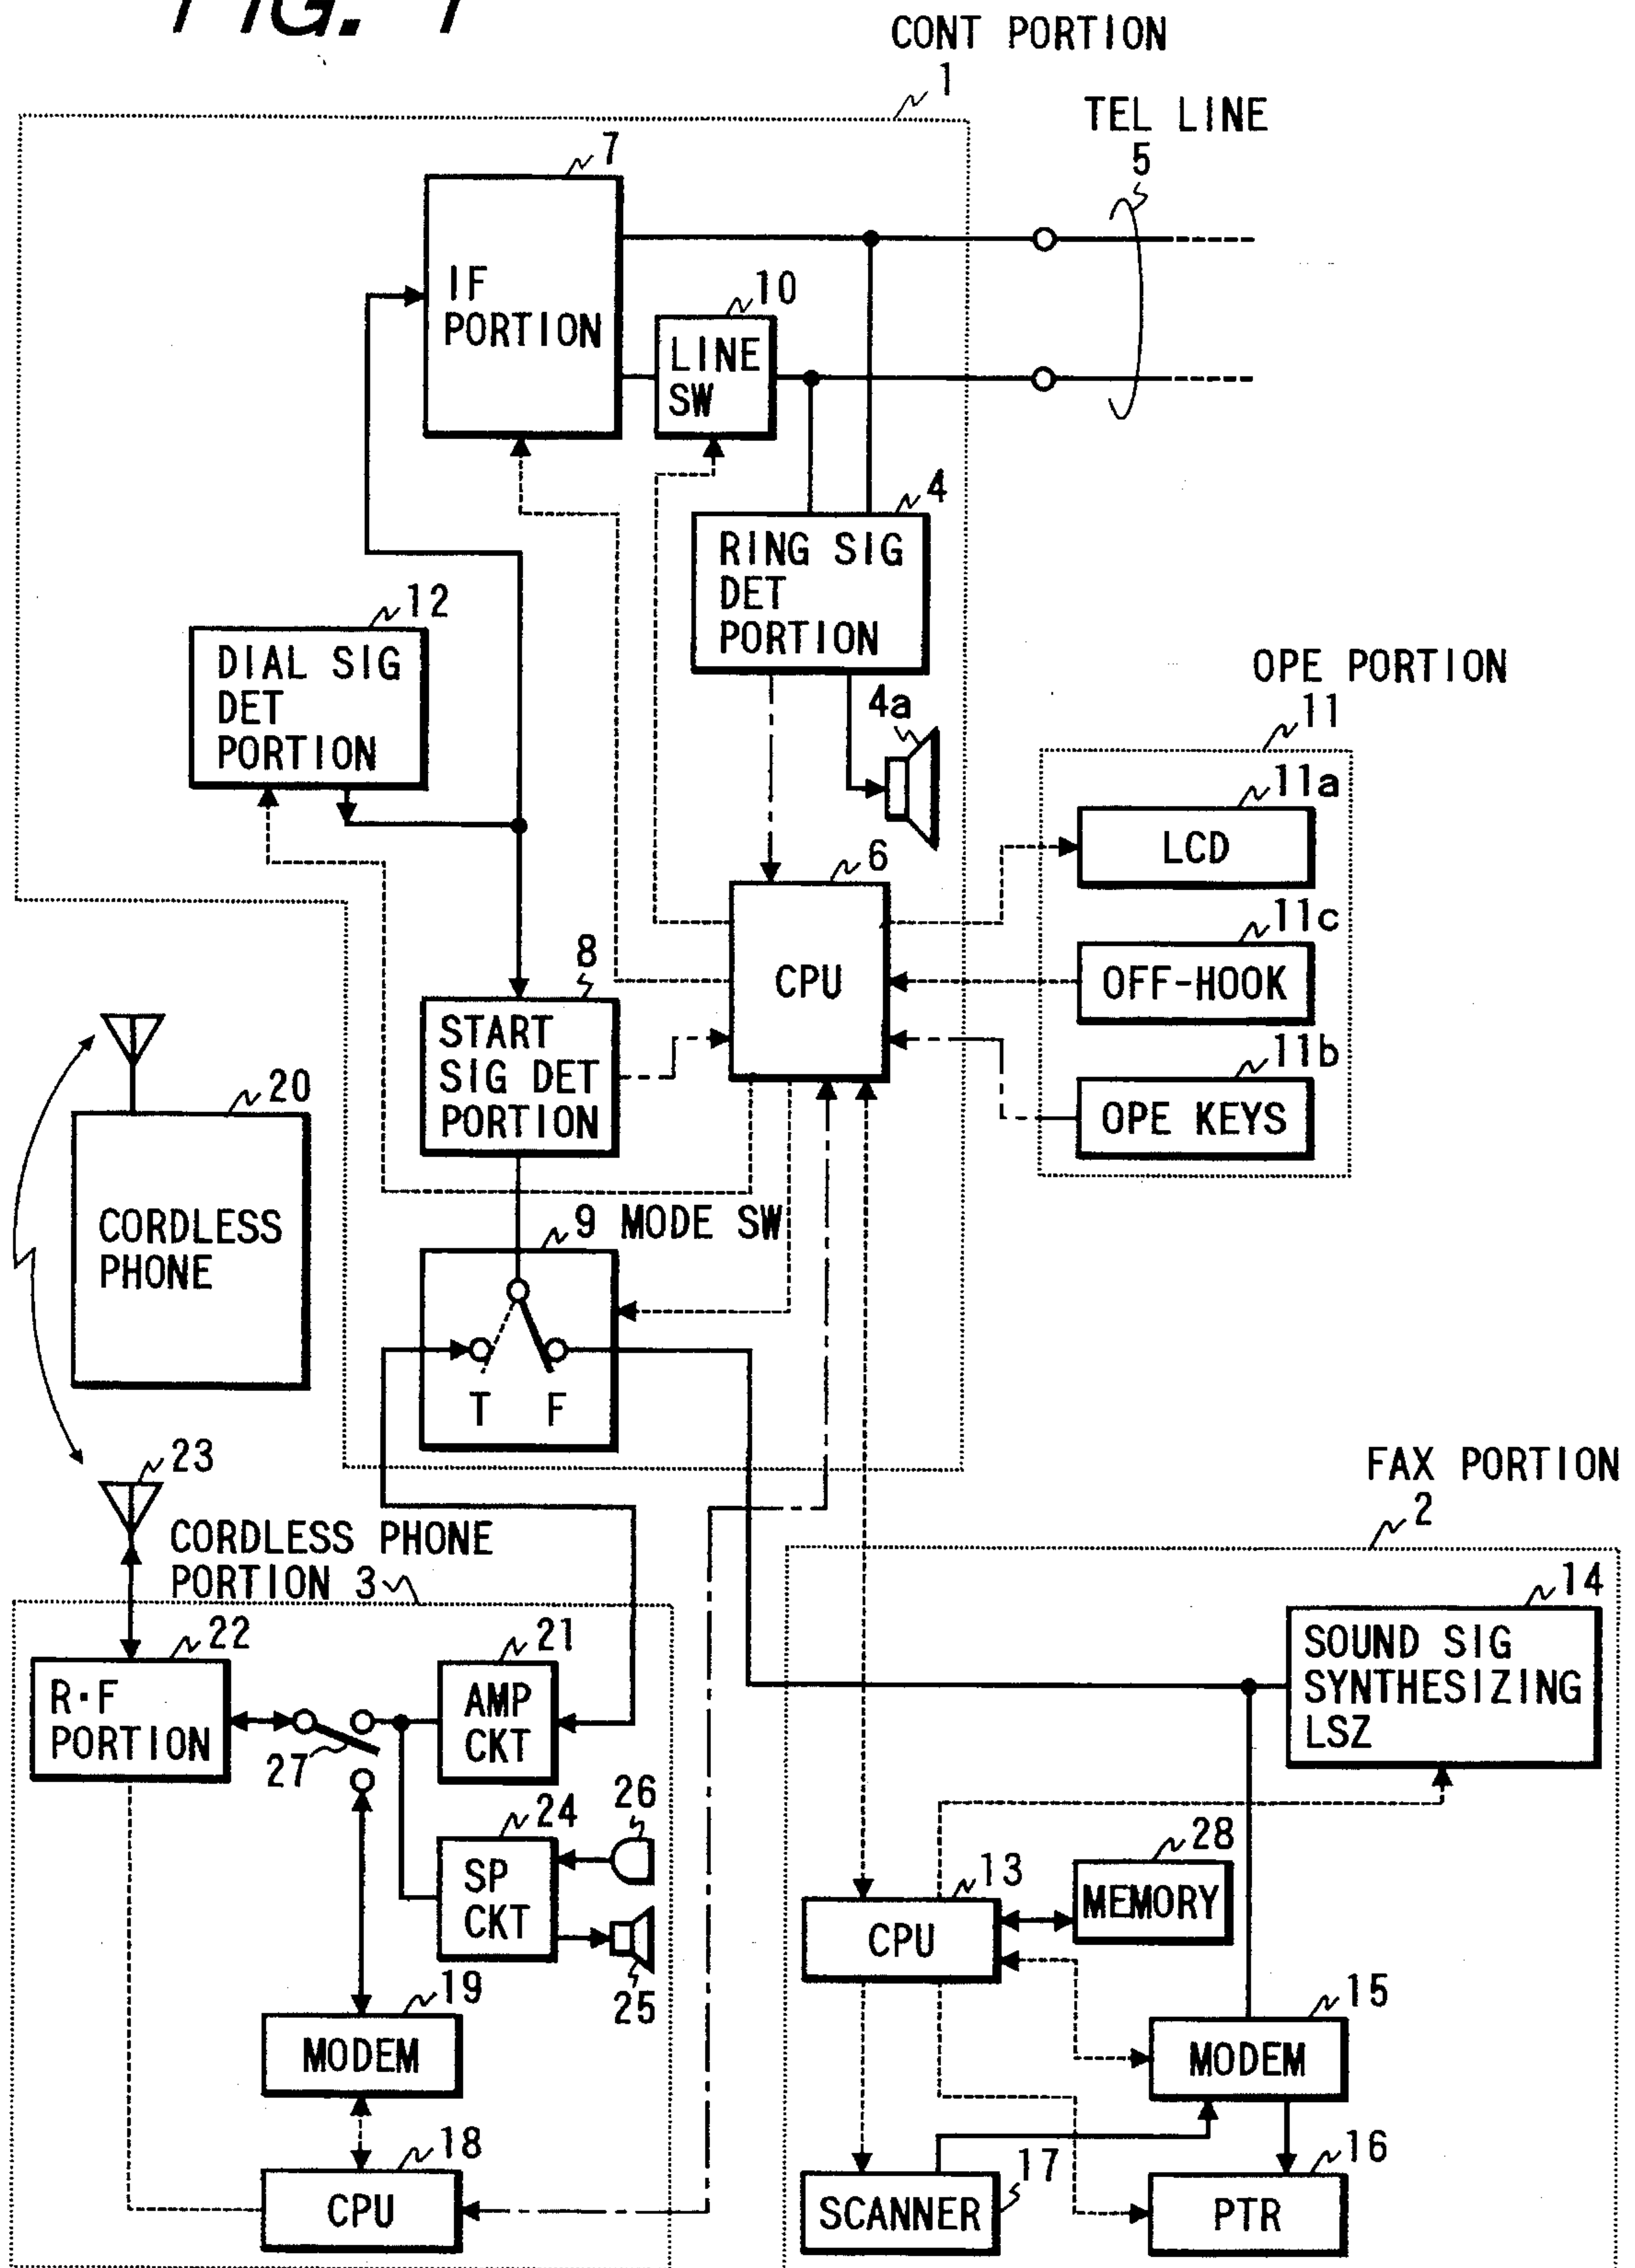 FIG. 1
CONT PORTION
1
TEL LINE
5
7
IF
PORTION
10
LINE
SW
4
RING SIG
DET
PORTION
4a
12
DIAL SIG
DET
PORTION
OPE PORTION
11
11a
LCD
11c
OFF-HOOK
11b
OPE KEYS
6
CPU
8
START
SIG DET
PORTION
20
CORDLESS
PHONE
9 MODE SW
T F
23
CORDLESS PHONE
PORTION 3
FAX PORTION
2
14
SOUND SIG
SYNTHESIZING
LSZ
22
R·F
PORTION
27
21
AMP
CKT
24
SP
CKT
26
25
28
MEMORY
13
CPU
19
MODEM
15
MODEM
18
CPU
17
SCANNER
16
PTR